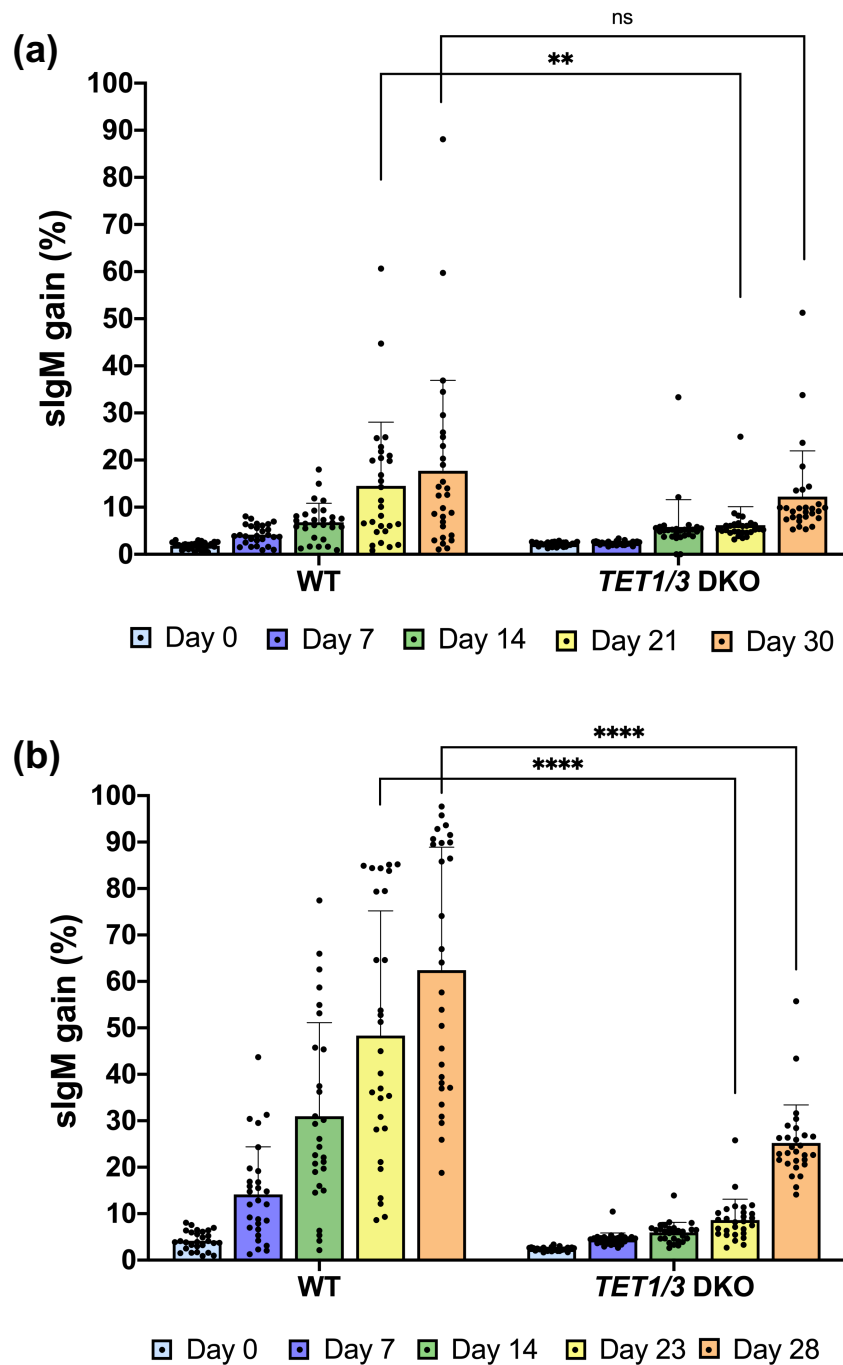 ns
(a)
**
100
90
80
70
60
50
40
30
20
10
0
sIgM gain (%)
WT
TET1/3 DKO
Day 0 Day 7 Day 14 Day 21 Day 30
(b)
****
****
100
90
80
70
60
50
40
30
20
10
0
sIgM gain (%)
WT
TET1/3 DKO
Day 0 Day 7 Day 14 Day 23 Day 28